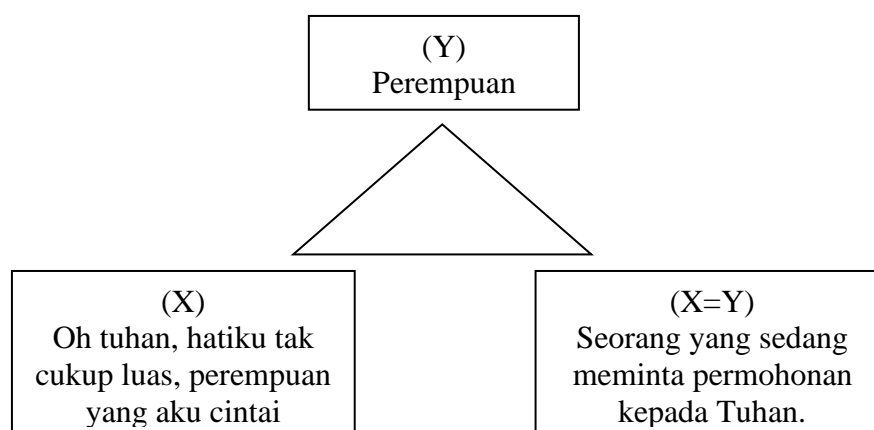 (Y)
Perempuan
(X)
Oh tuhan, hatiku tak
cukup luas, perempuan
yang aku cintai
(X=Y)
Seorang yang sedang
meminta permohonan
kepada Tuhan.